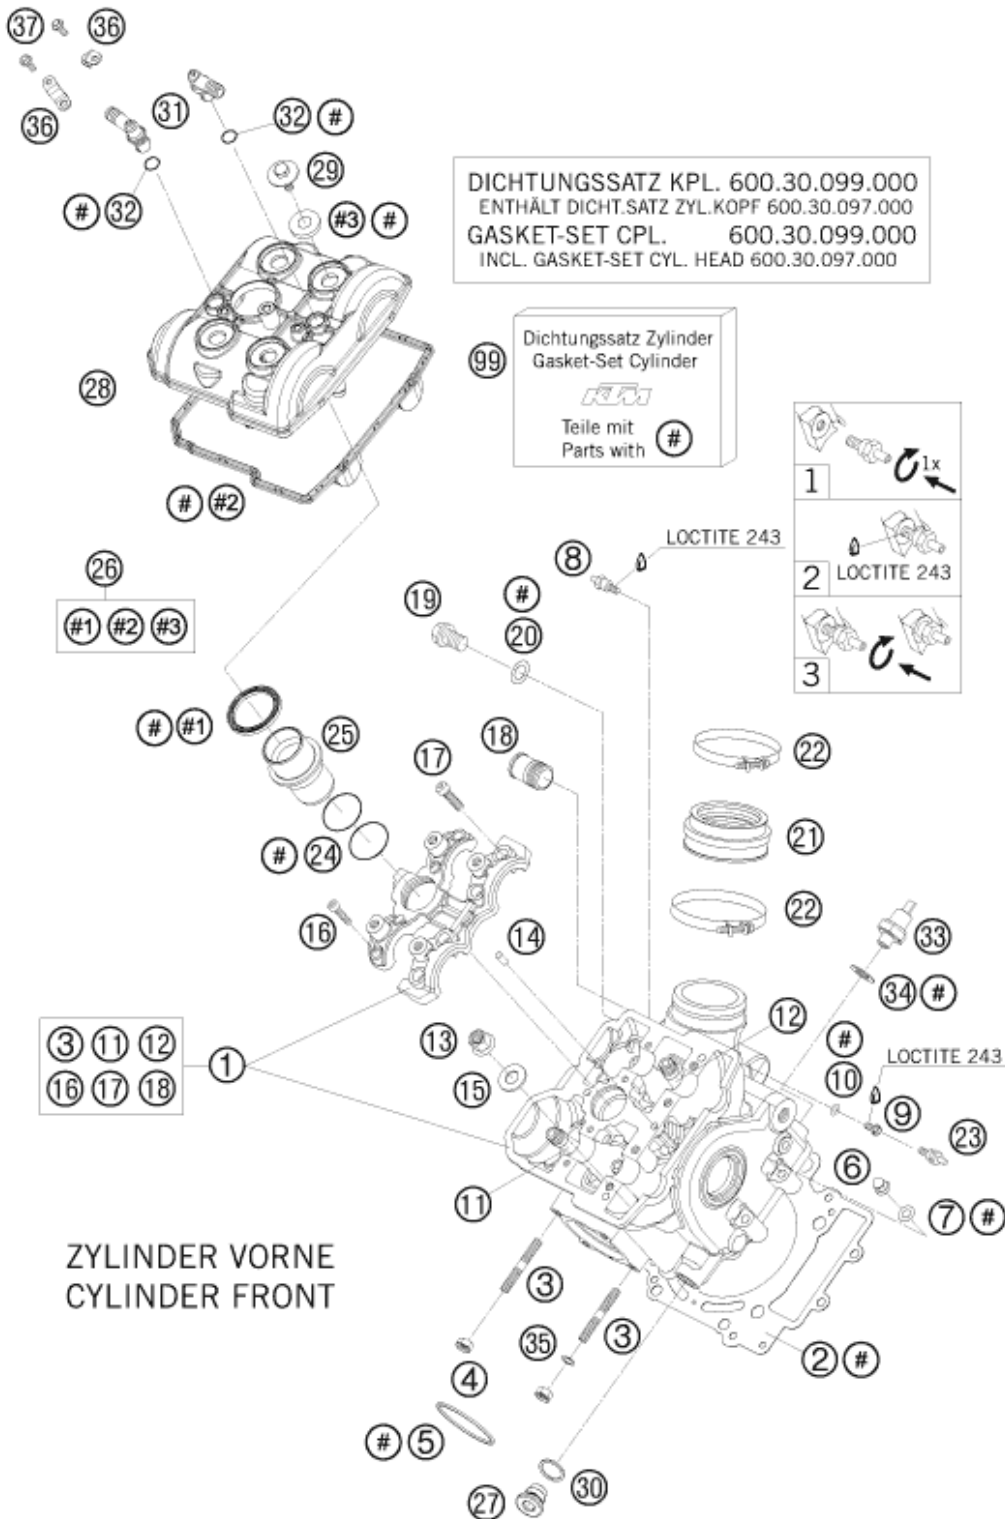 37
36
36
31
32 #
# 32
29
#3 #
DICHTUNGSSATZ KPL. 600.30.099.000
ENTHÄLT DICHT.SATZ ZYL.KOPF 600.30.097.000
GASKET-SET CPL. 600.30.099.000
INCL. GASKET-SET CYL. HEAD 600.30.097.000
99
Dichtungssatz Zylinder
Gasket-Set Cylinder
KTM
Teile mit
Parts with #
28
# #2
1x
1
2 LOCTITE 243
3
26
#1 #2 #3
8
LOCTITE 243
19
#
20
# #1
25
17
18
22
21
# 24
22
16
14
33
34 #
13
12
3 11 12
16 17 18
1
15
#
10
LOCTITE 243
9
23
6
7 #
11
ZYLINDER VORNE
CYLINDER FRONT
3
3
35
4
2 #
# 5
27
30